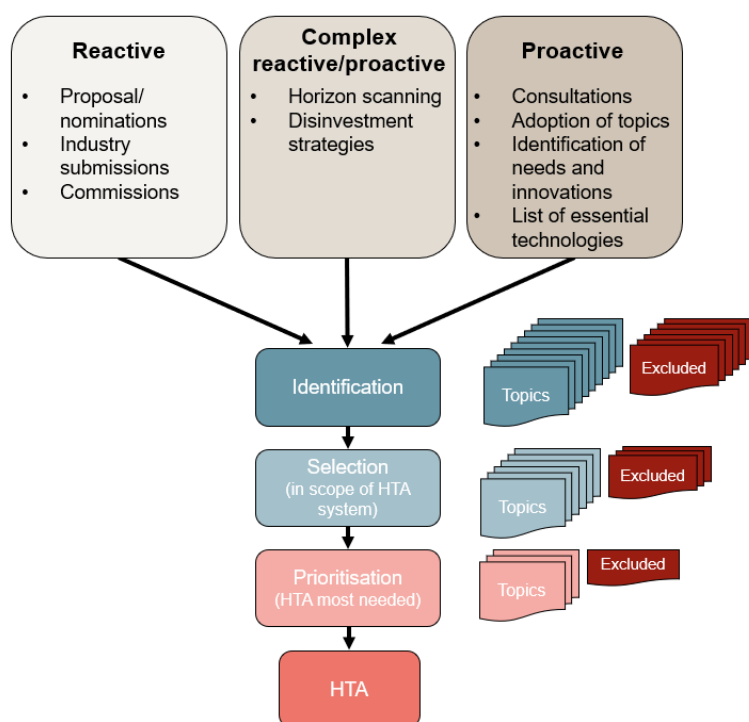 Reactive
• Proposal/
nominations
• Industry
submissions
• Commissions
Complex
reactive/proactive
• Horizon scanning
• Disinvestment
strategies
Proactive
• Consultations
• Adoption of topics
• Identification of
needs and
innovations
• List of essential
technologies
Identification
Topics
Excluded
Selection
(in scope of HTA
system)
Topics
Excluded
Prioritisation
(HTA most needed)
Topics
Excluded
HTA